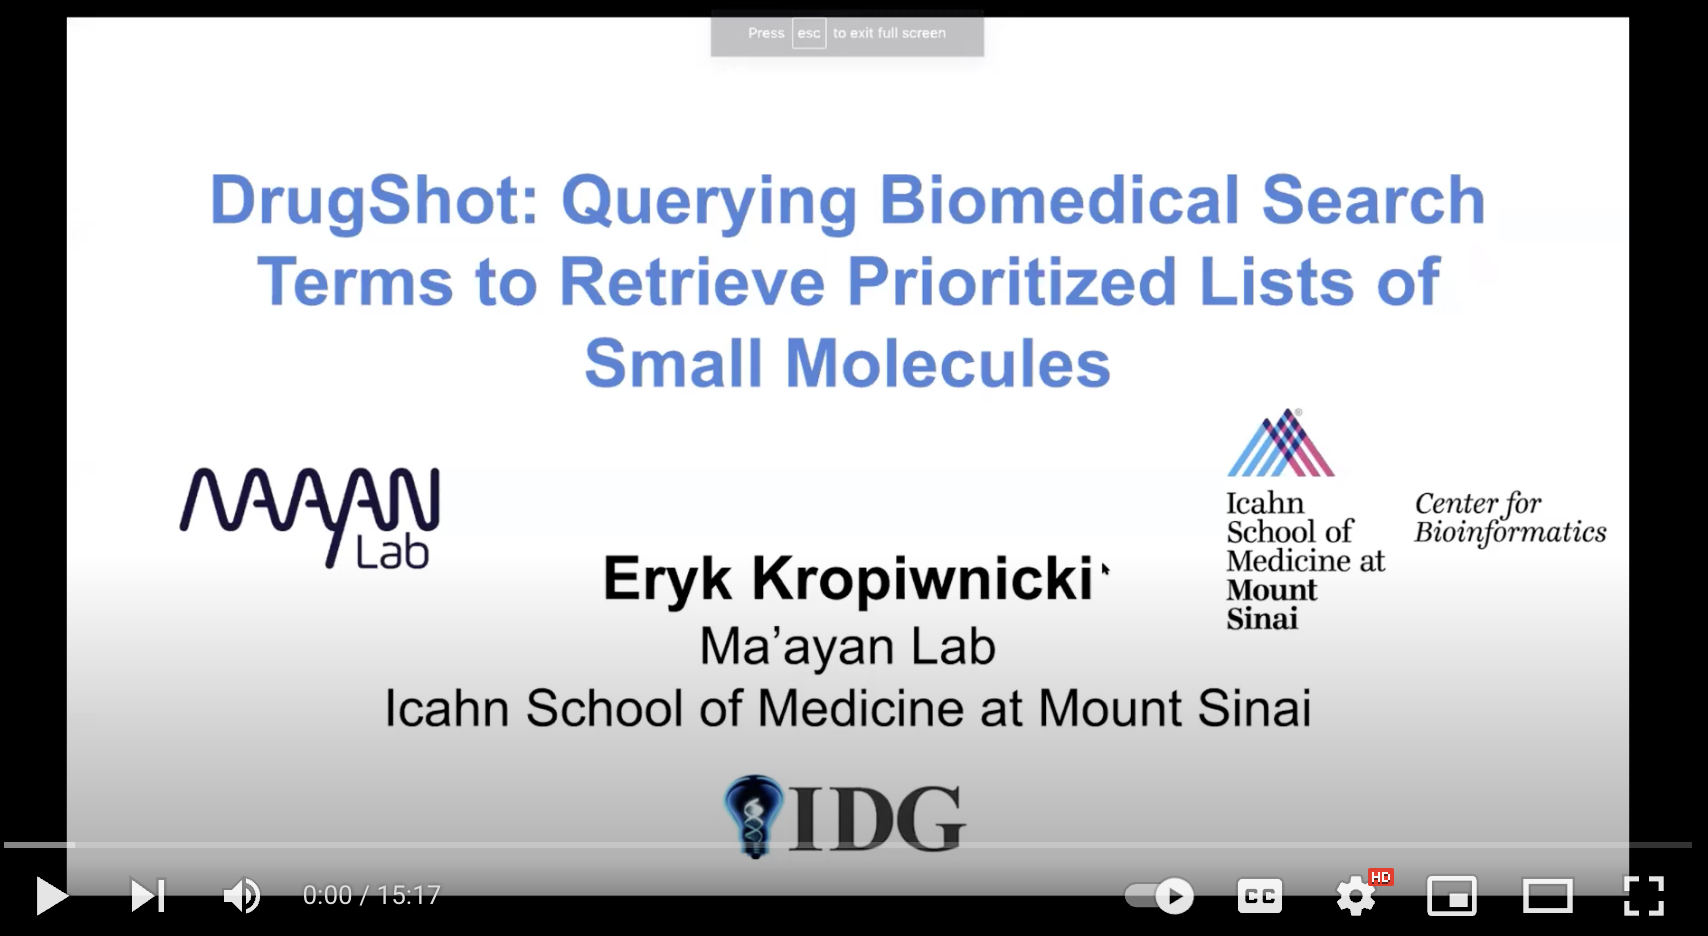 Press esc to exit full screen
DrugShot: Querying Biomedical Search
Terms to Retrieve Prioritized Lists of
Small Molecules
MAAYAN
Lab
Icahn
School of
Medicine at
Mount
Sinai
®
Center for
Bioinformatics
Eryk Kropiwnicki
Ma’ayan Lab
Icahn School of Medicine at Mount Sinai
IDG
0:00 / 15:17
CC
HD